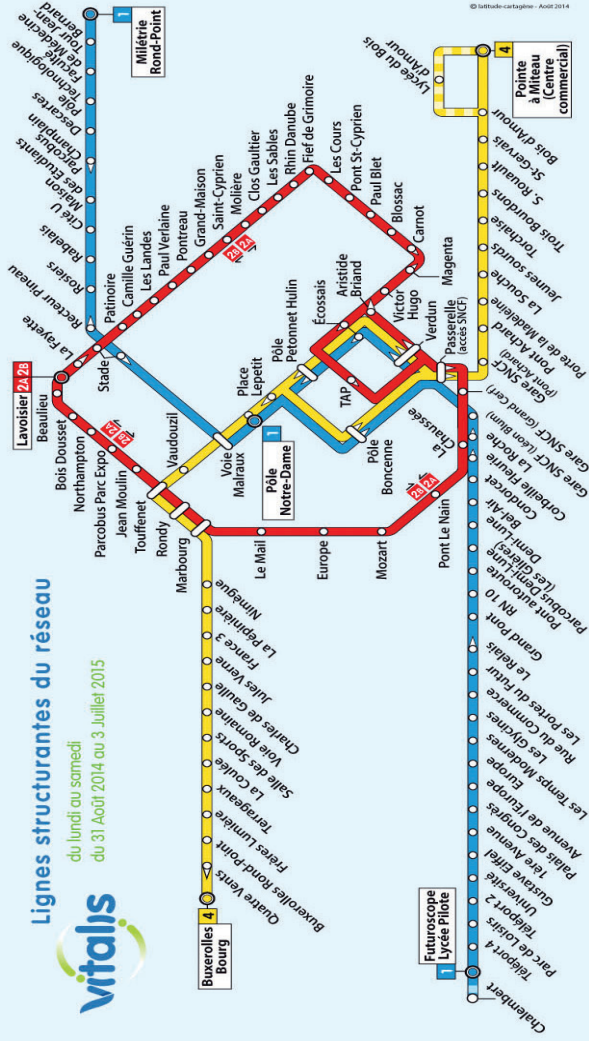 Lignes structurantes du réseau
du lundi au samedi
du 31 Août 2014 au 3 Juillet 2015
vitalis
© latitude-cartagène - Août 2014
Lavoisier 2A 2B
La Fayette
Beaulieu
Bois Dousset
Northampton
Parcobus Parc Expo
Jean Moulin
Touffenet
Rondy
Marbourg
2B 2A
Le Mail
Europe
Mozart
Pont Le Nain
2B 2A
La Chaussée
Stade
Patinoire
Camille Guérin
Les Landes
Paul Verlaine
Pontreau
Grand-Maison
Saint-Cyprien
Molière
Clos Gaultier
Les Sables
Rhin Danube
Fief de Grimoire
2B 2A
Les Cours
Pont St-Cyprien
Paul Blet
Blossac
Carnot
Magenta
Aristide
Briand
Écossais
Victor
Hugo
Verdun
TAP
Passerelle
(accès SNCF)
1
Milétrie
Rond-Point
Tour Jean-
Bernard
Faculté
de Médecine
Pôle
Technologique
Descartes
Parcobus
Champlain
Maison
des Étudiants
Cité U
Rabelais
Rosiers
Recteur Pineau
Voie
Malraux
Place
Lepetit
1
Pôle
Notre-Dame
Pôle
Petonnet Hulin
Pôle
Boncenne
Gare SNCF (Grand Cerf)
Gare SNCF (Léon Blum)
La Roche
Corbeille Fleurie
Condorcet
Bel-Air
Demi-Lune
Parcobus Demi-Lune
(Les Glières)
Pont autoroute
RN 10
Grand Pont
Le Relais
Les Portes du Futur
Rue du Commerce
Les Glycines
Les Temps Modernes
Europe
Avenue de l'Europe
Palais des Congrès
1ère Avenue
Gustave Eiffel
Université
Téléport 2
Parc de Loisirs
Téléport 4
Futuroscope
Lycée Pilote
1
Chalembert
Buxerolles
Bourg
4
Quatre Vents
Buxerolles Rond-Point
Frères Lumière
Terrageaux
La Coulée
Salle des Sports
Voie Romaine
Charles de Gaulle
Jules Verne
France 3
La Pépinière
Nimègue
Vaudouzil
Gare SNCF
(Pont Achard)
Pont Achard
Porte de la Madeleine
La Souche
Jeunes sourds
Torchaise
Trois Bourdons
S. Rouault
St-Gervais
Bois d'Amour
Lycée du Bois
d'Amour
4
Pointe
à Miteau
(Centre
commercial)